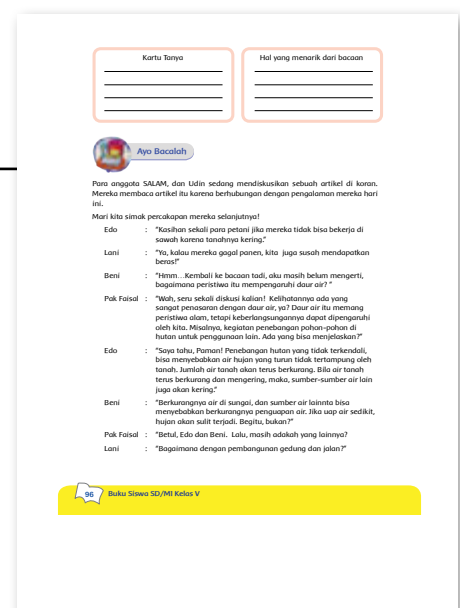 Kartu Tanya
Hal yang menarik dari bacaan
Ayo Bacalah
Para anggota SALAM, dan Udin sedang mendiskusikan sebuah artikel di koran.
Mereka membaca artikel itu karena berhubungan dengan pengalaman mereka hari
ini.
Mari kita simak percakapan mereka selanjutnya!
Edo : "Kasihan sekali para petani jika mereka tidak bisa bekerja di
sawah karena tanahnya kering."
Lani : "Ya, kalau mereka gagal panen, kita juga susah mendapatkan
beras!"
Beni : "Hmm...Kembali ke bacaan tadi, aku masih belum mengerti,
bagaimana peristiwa itu mempengaruhi daur air? "
Pak Faisal : "Wah, seru sekali diskusi kalian! Kelihatannya ada yang
sangat penasaran dengan daur air, ya? Daur air itu memang
peristiwa alam, tetapi keberlangsungannya dapat dipengaruhi
oleh kita. Misalnya, kegiatan penebangan pohon-pohon di
hutan untuk penggunaan lain. Ada yang bisa menjelaskan?"
Edo : "Saya tahu, Paman! Penebangan hutan yang tidak terkendali,
bisa menyebabkan air hujan yang turun tidak tertampung oleh
tanah. Jumlah air tanah akan terus berkurang. Bila air tanah
terus berkurang dan mengering, maka, sumber-sumber air lain
juga akan kering."
Beni : "Berkurangnya air di sungai, dan sumber air lainnta bisa
menyebabkan berkurangnya penguapan air. Jika uap air sedikit,
hujan akan sulit terjadi. Begitu, bukan?"
Pak Faisal : "Betul, Edo dan Beni. Lalu, masih adakah yang lainnya?
Lani : "Bagaimana dengan pembangunan gedung dan jalan?"
96 Buku Siswa SD/MI Kelas V